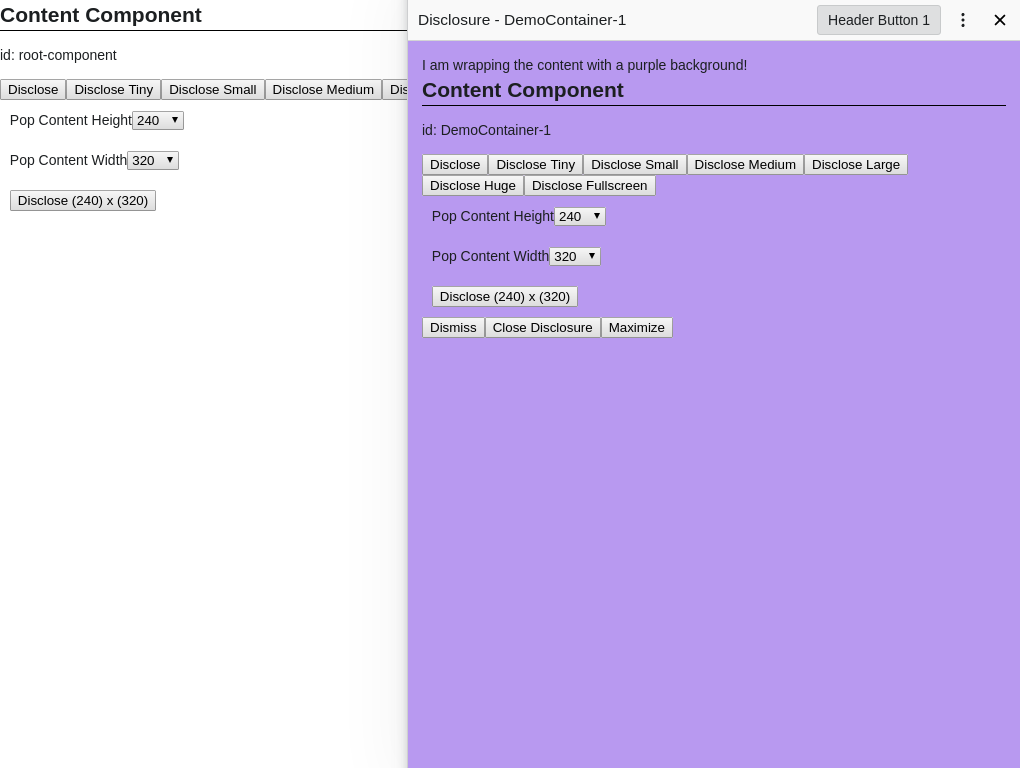 Content Component
id: root-component
Disclose Disclose Tiny Disclose Small Disclose Medium
Pop Content Height 240
Pop Content Width 320
Disclose (240) x (320)
Disclosure - DemoContainer-1 Header Button 1
I am wrapping the content with a purple background!
Content Component
id: DemoContainer-1
Disclose Disclose Tiny Disclose Small Disclose Medium Disclose Large
Disclose Huge Disclose Fullscreen
Pop Content Height 240
Pop Content Width 320
Disclose (240) x (320)
Dismiss Close Disclosure Maximize